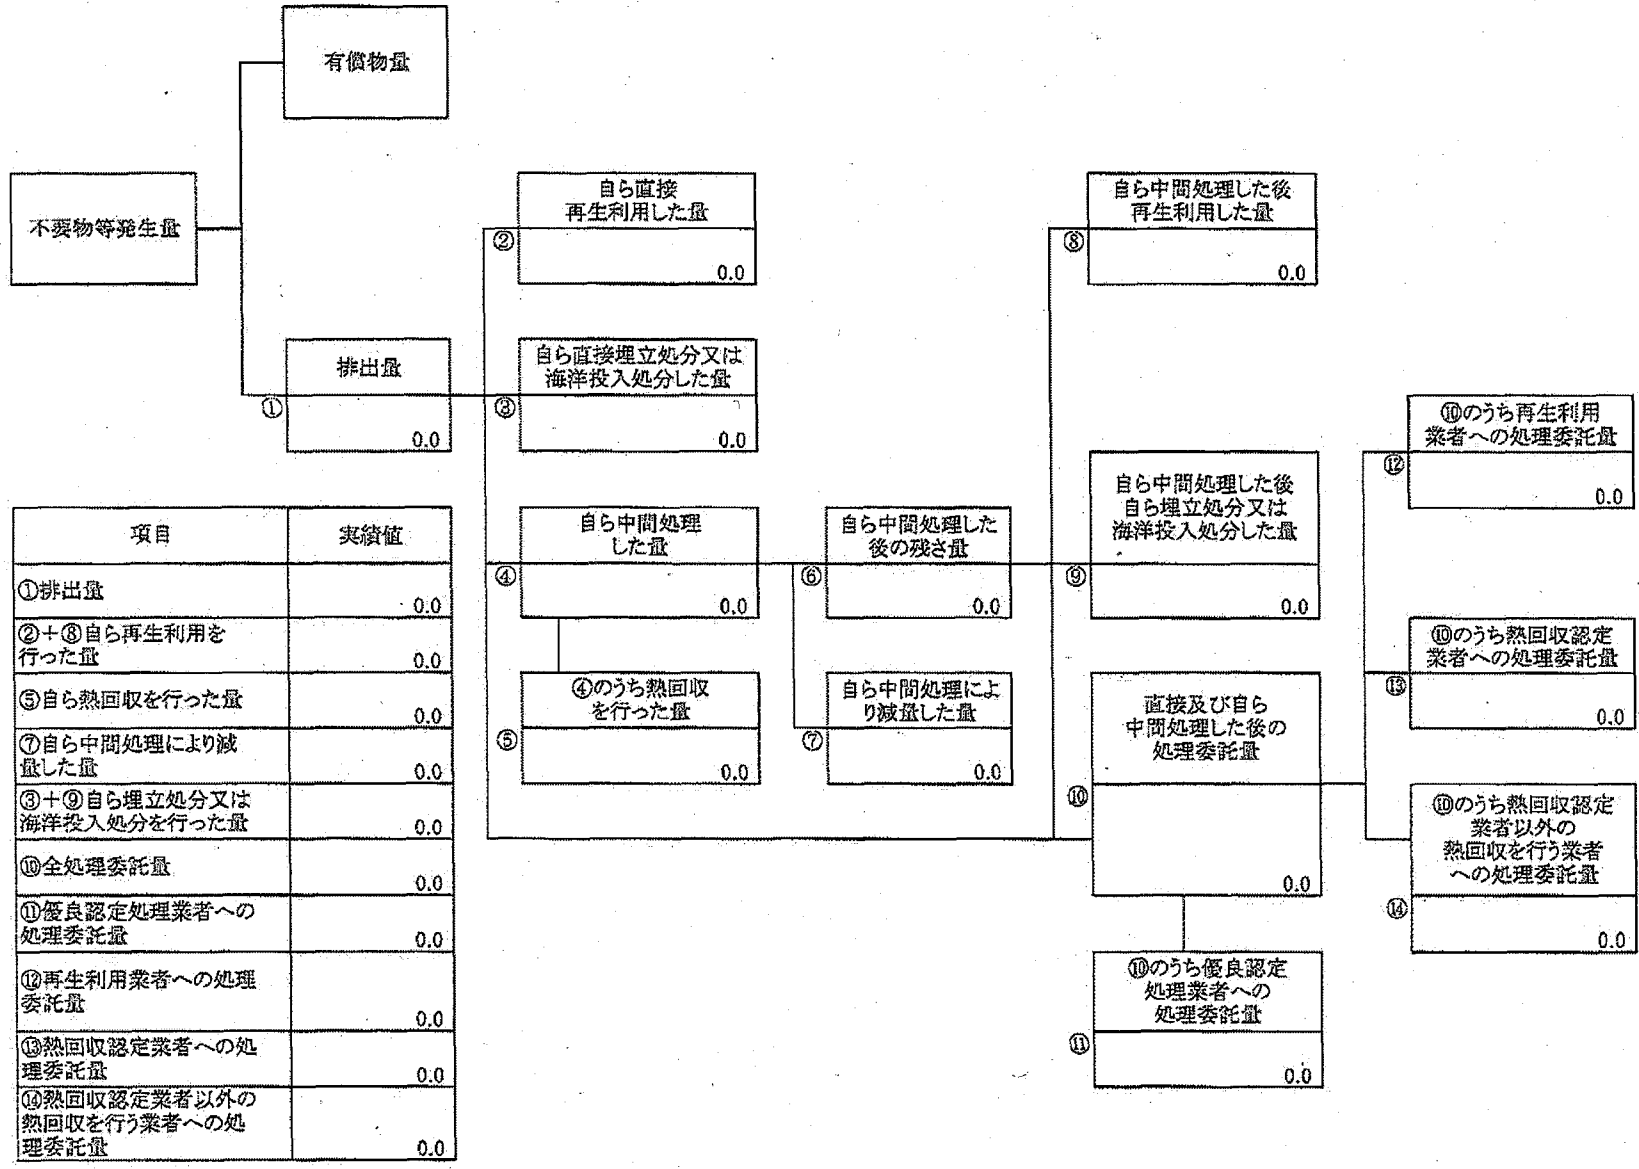 有償物量
不要物等発生量
排出量
①
0.0
自ら直接
再生利用した量
②
0.0
自ら直接埋立処分又は
海洋投入処分した量
③
0.0
自ら中間処理
した量
④
0.0
④のうち熱回収
を行った量
⑤
0.0
自ら中間処理した
後の残さ量
⑥
0.0
自ら中間処理によ
り減量した量
⑦
0.0
自ら中間処理した後
再生利用した量
⑧
0.0
自ら中間処理した後
自ら埋立処分又は
海洋投入処分した量
⑨
0.0
直接及び自ら
中間処理した後の
処理委託量
⑩
0.0
⑩のうち優良認定
処理業者への
処理委託量
⑪
0.0
⑩のうち再生利用
業者への処理委託量
⑫
0.0
⑩のうち熱回収認定
業者への処理委託量
⑬
0.0
⑩のうち熱回収認定
業者以外の
熱回収を行う業者
への処理委託量
⑭
0.0
項目 実績値
①排出量
0.0
②+⑧自ら再生利用を
行った量
0.0
⑤自ら熱回収を行った量
0.0
⑦自ら中間処理により減
量した量
0.0
③+⑨自ら埋立処分又は
海洋投入処分を行った量
0.0
⑩全処理委託量
0.0
⑪優良認定処理業者への
処理委託量
0.0
⑫再生利用業者への処理
委託量
0.0
⑬熱回収認定業者への処
理委託量
0.0
⑭熱回収認定業者以外の
熱回収を行う業者への処
理委託量
0.0